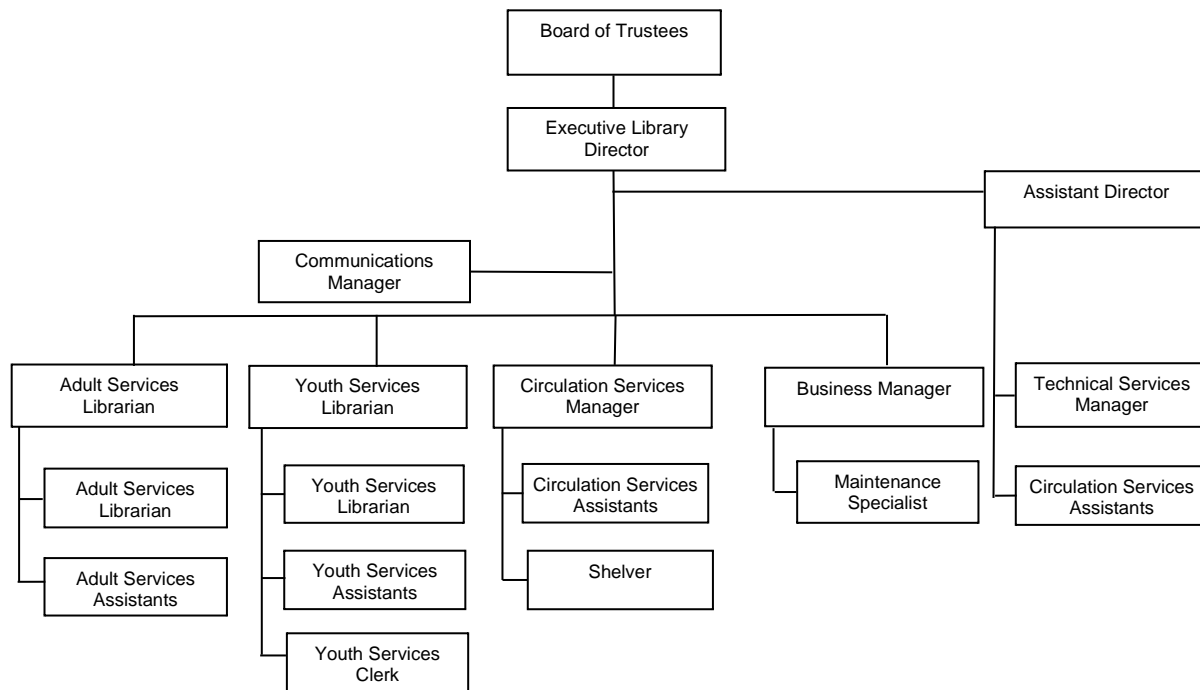 Board of Trustees
Executive Library
Director
Assistant Director
Communications
Manager
Adult Services
Librarian
Youth Services
Librarian
Circulation Services
Manager
Business Manager
Technical Services
Manager
Adult Services
Librarian
Youth Services
Librarian
Circulation Services
Assistants
Maintenance
Specialist
Circulation Services
Assistants
Adult Services
Assistants
Youth Services
Assistants
Shelver
Youth Services
Clerk